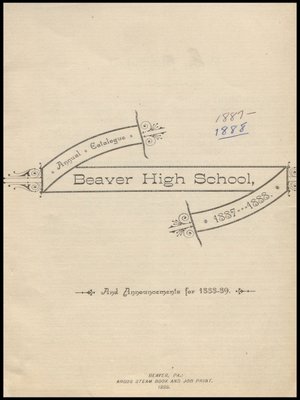 1887-
1888
Annual Catalogue
Beaver High School,
1887---1888.
And Announcements for 1888-89.
BEAVER, PA.:
ARGUS STEAM BOOK AND JOB PRINT.
1888.